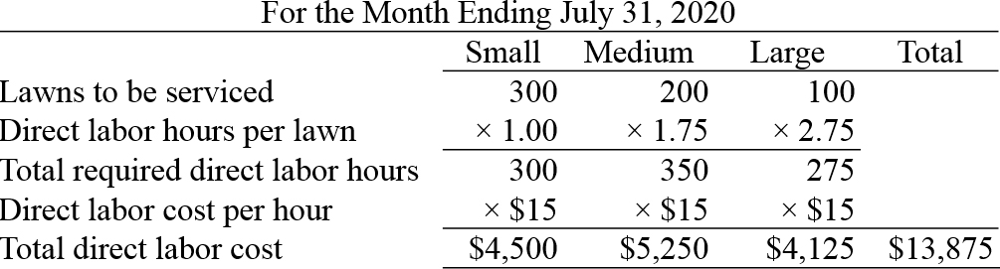 For the Month Ending July 31, 2020
Small Medium Large Total
Lawns to be serviced 300 200 100
Direct labor hours per lawn × 1.00 × 1.75 × 2.75
Total required direct labor hours 300 350 275
Direct labor cost per hour × $15 × $15 × $15
Total direct labor cost $4,500 $5,250 $4,125 $13,875